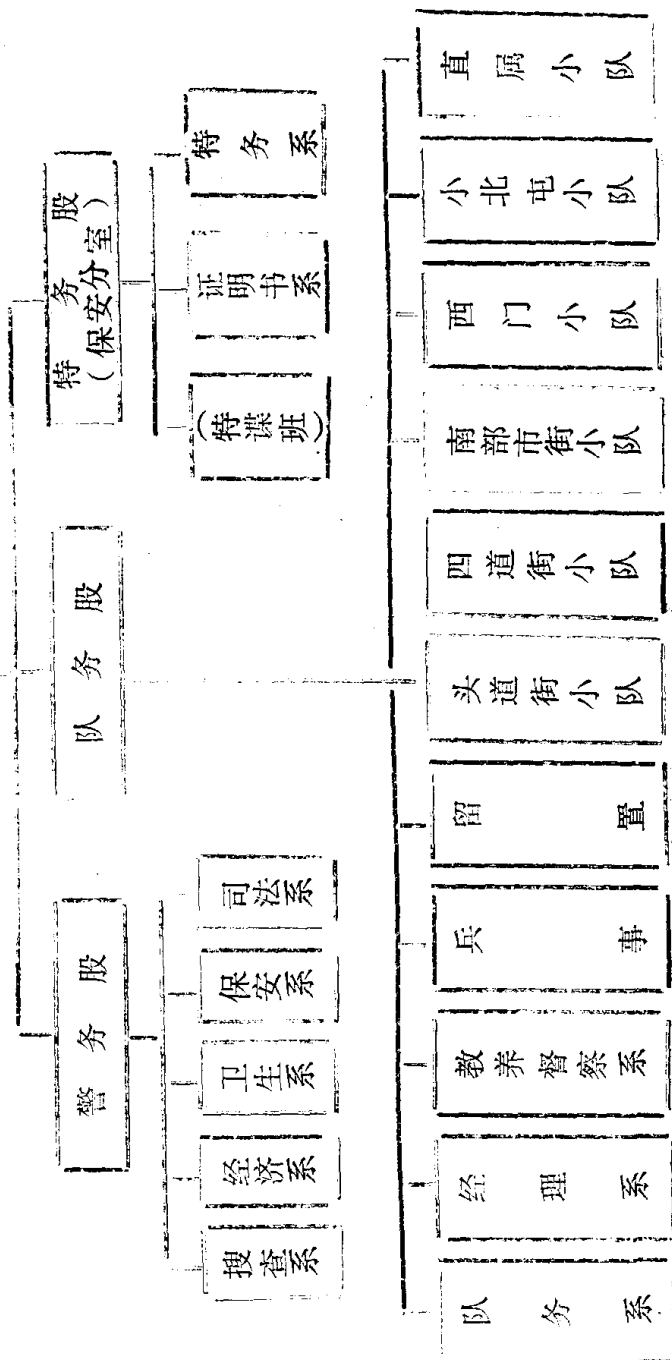 警务股
队务股
特务股
(保安分室)
搜查系
经济系
卫生系
保安系
司法系
(特谍班)
证明书系
特务系
队务系
经理系
教养督察系
兵事
留置
头道街小队
四道街小队
南部市街小队
西门小队
小北屯小队
直属小队